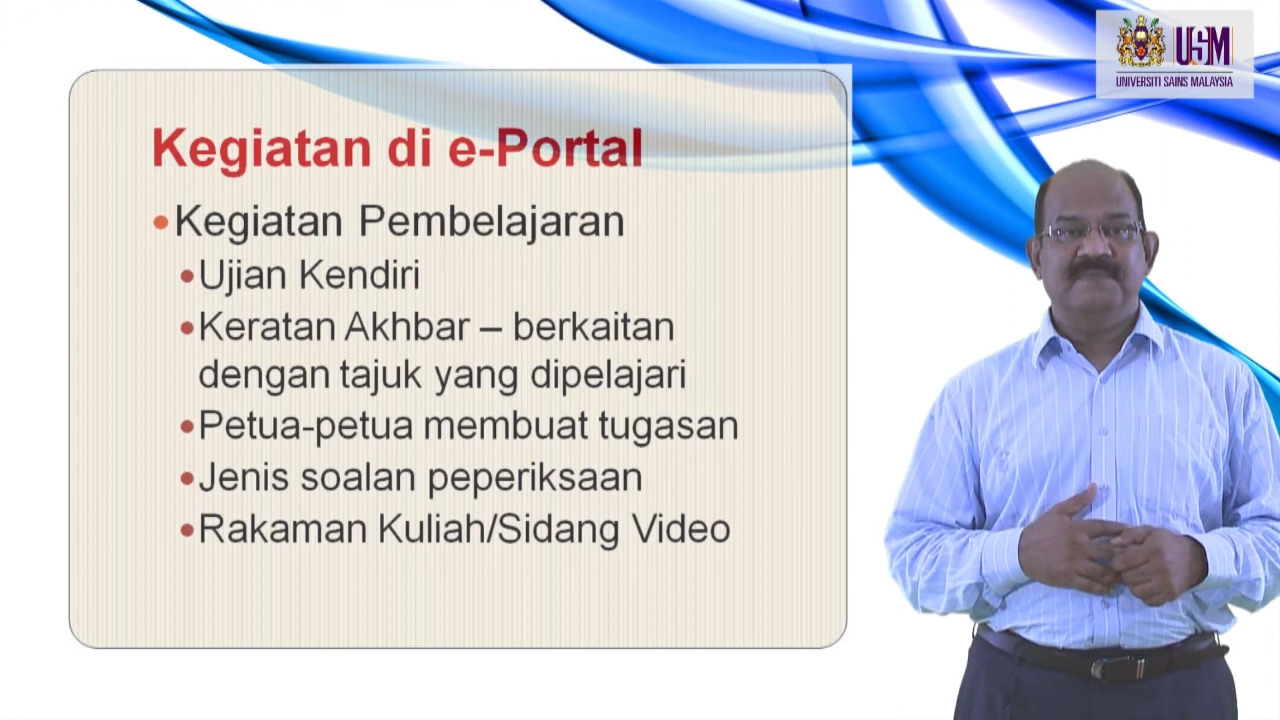 USM
UNIVERSITI SAINS MALAYSIA
Kegiatan di e-Portal
•Kegiatan Pembelajaran
•Ujian Kendiri
•Keratan Akhbar – berkaitan
dengan tajuk yang dipelajari
•Petua-petua membuat tugasan
•Jenis soalan peperiksaan
•Rakaman Kuliah/Sidang Video